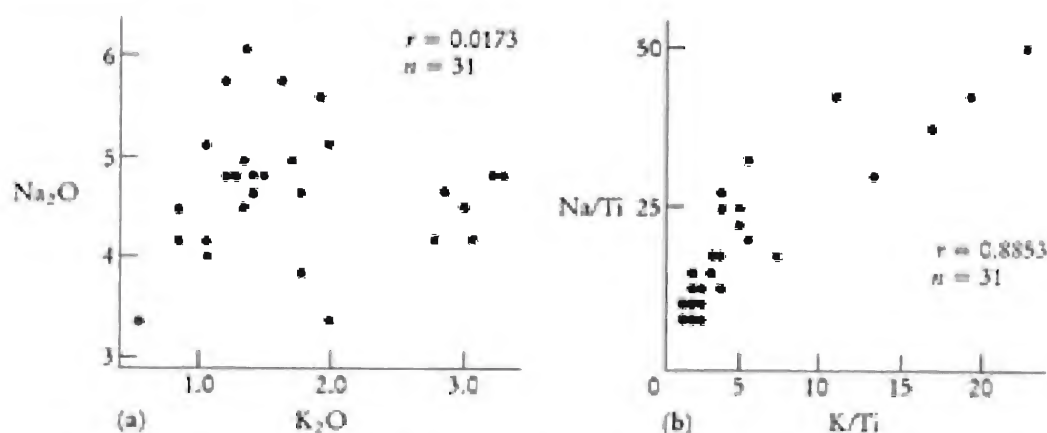 r = 0.0173
n = 31
6
5
Na₂O
4
3
1.0 2.0 3.0
(a) K₂O
50
Na/Ti 25
r = 0.8853
n = 31
0 5 10 15 20
(b) K/Ti